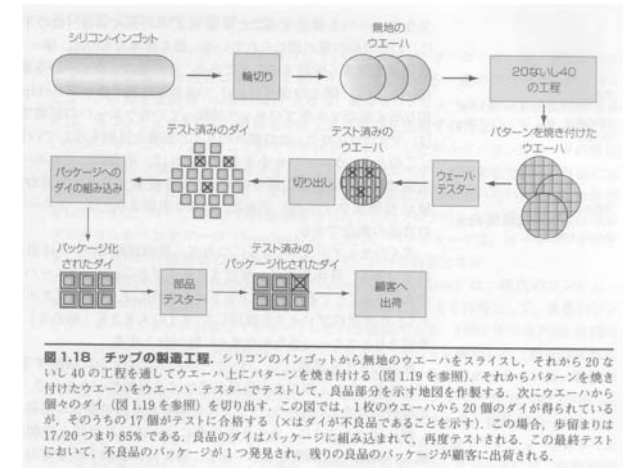 シリコン・インゴット
輪切り
無地の
ウエーハ
20ないし40
の工程
パターンを焼き付けた
ウエーハ
ウェーハ・
テスター
テスト済みの
ウエーハ
切り出し
テスト済みのダイ
パッケージへの
ダイの組み込み
パッケージ化
されたダイ
部品
テスター
テスト済みの
パッケージ化されたダイ
顧客へ
出荷
図1.18 チップの製造工程. シリコンのインゴットから無地のウエーハをスライスし，それから20な
いし40の工程を通してウエーハ上にパターンを焼き付ける（図1.19を参照）．それからパターンを焼き
付けたウエーハをウエーハ・テスターでテストして，良品部分を示す地図を作製する．次にウエーハから
個々のダイ（図1.19を参照）を切り出す．この図では，1枚のウエーハから20個のダイが得られている
が，そのうちの17個がテストに合格する（×はダイが不良品であることを示す）．この場合，歩留まりは
17/20つまり85%である．良品のダイはパッケージに組み込まれて，再度テストされる．この最終テスト
において，不良品のパッケージが1つ発見され，残りの良品のパッケージが顧客に出荷される．